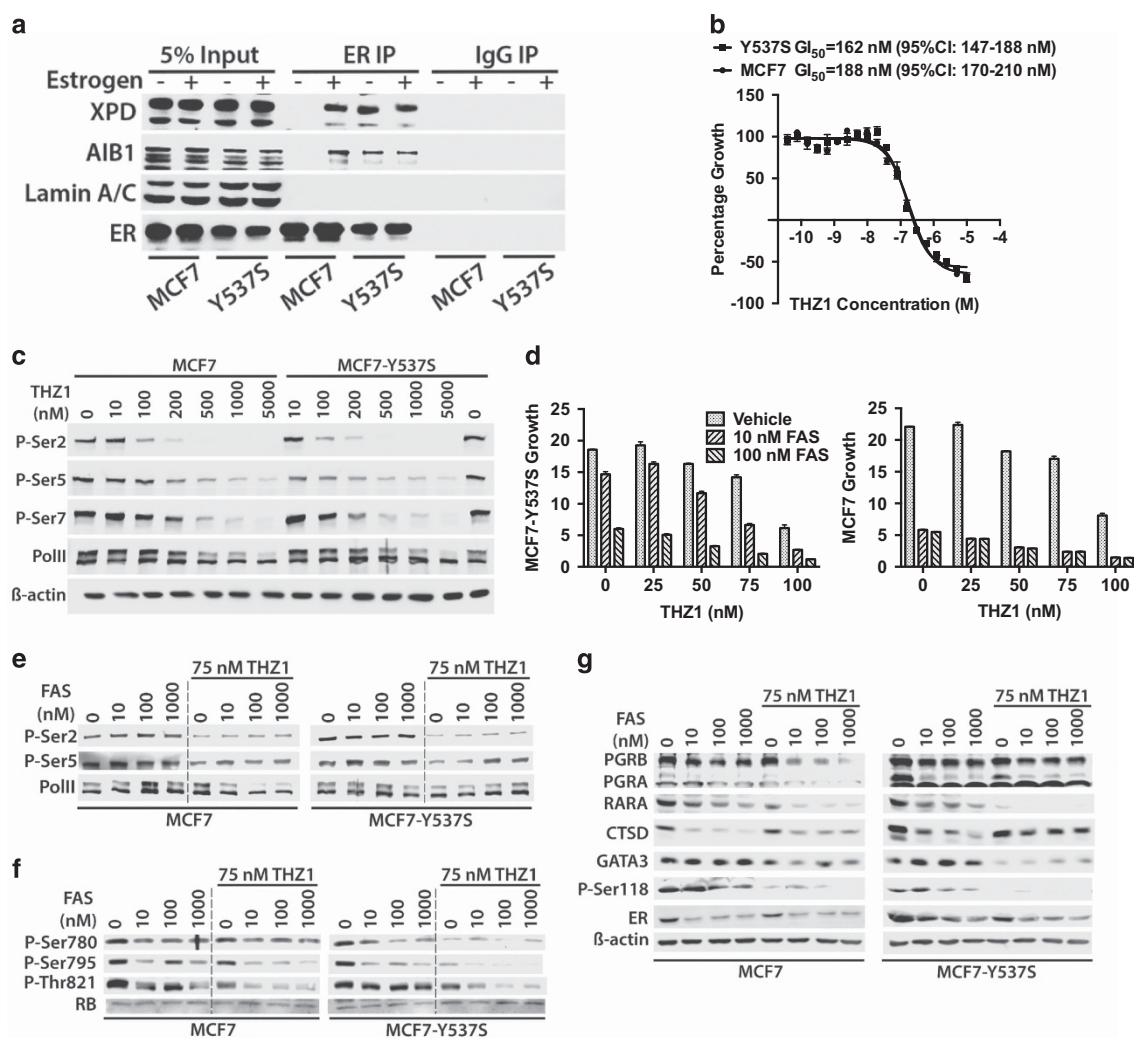 a
5% Input ER IP IgG IP
Estrogen - + - + - + - + - + - +
XPD
AIB1
Lamin A/C
ER
MCF7 Y537S MCF7 Y537S MCF7 Y537S
b
Y537S GI50=162 nM (95%CI: 147-188 nM)
MCF7 GI50=188 nM (95%CI: 170-210 nM)
Percentage Growth
150
100
50
-50
-100
-10 -9 -8 -7 -6 -5 -4
THZ1 Concentration (M)
c
MCF7 MCF7-Y537S
THZ1 (nM)
0 10 100 200 500 1000 5000 10 100 200 500 1000 5000 0
P-Ser2
P-Ser5
P-Ser7
PolII
ß-actin
d
MCF7-Y537S Growth
25
20
15
10
5
0
Vehicle
10 nM FAS
100 nM FAS
0 25 50 75 100
THZ1 (nM)
MCF7 Growth
25
20
15
10
5
0
0 25 50 75 100
THZ1 (nM)
e
75 nM THZ1 75 nM THZ1
FAS (nM)
0 10 100 1000 0 10 100 1000 0 10 100 1000 0 10 100 1000
P-Ser2
P-Ser5
PolII
MCF7 MCF7-Y537S
f
75 nM THZ1 75 nM THZ1
FAS (nM)
0 10 100 1000 0 10 100 1000 0 10 100 1000 0 10 100 1000
P-Ser780
P-Ser795
P-Thr821
RB
MCF7 MCF7-Y537S
g
75 nM THZ1 75 nM THZ1
FAS (nM)
0 10 100 1000 0 10 100 1000 0 10 100 1000 0 10 100 1000
PGRB
PGRA
RARA
CTSD
GATA3
P-Ser118
ER
ß-actin
MCF7 MCF7-Y537S